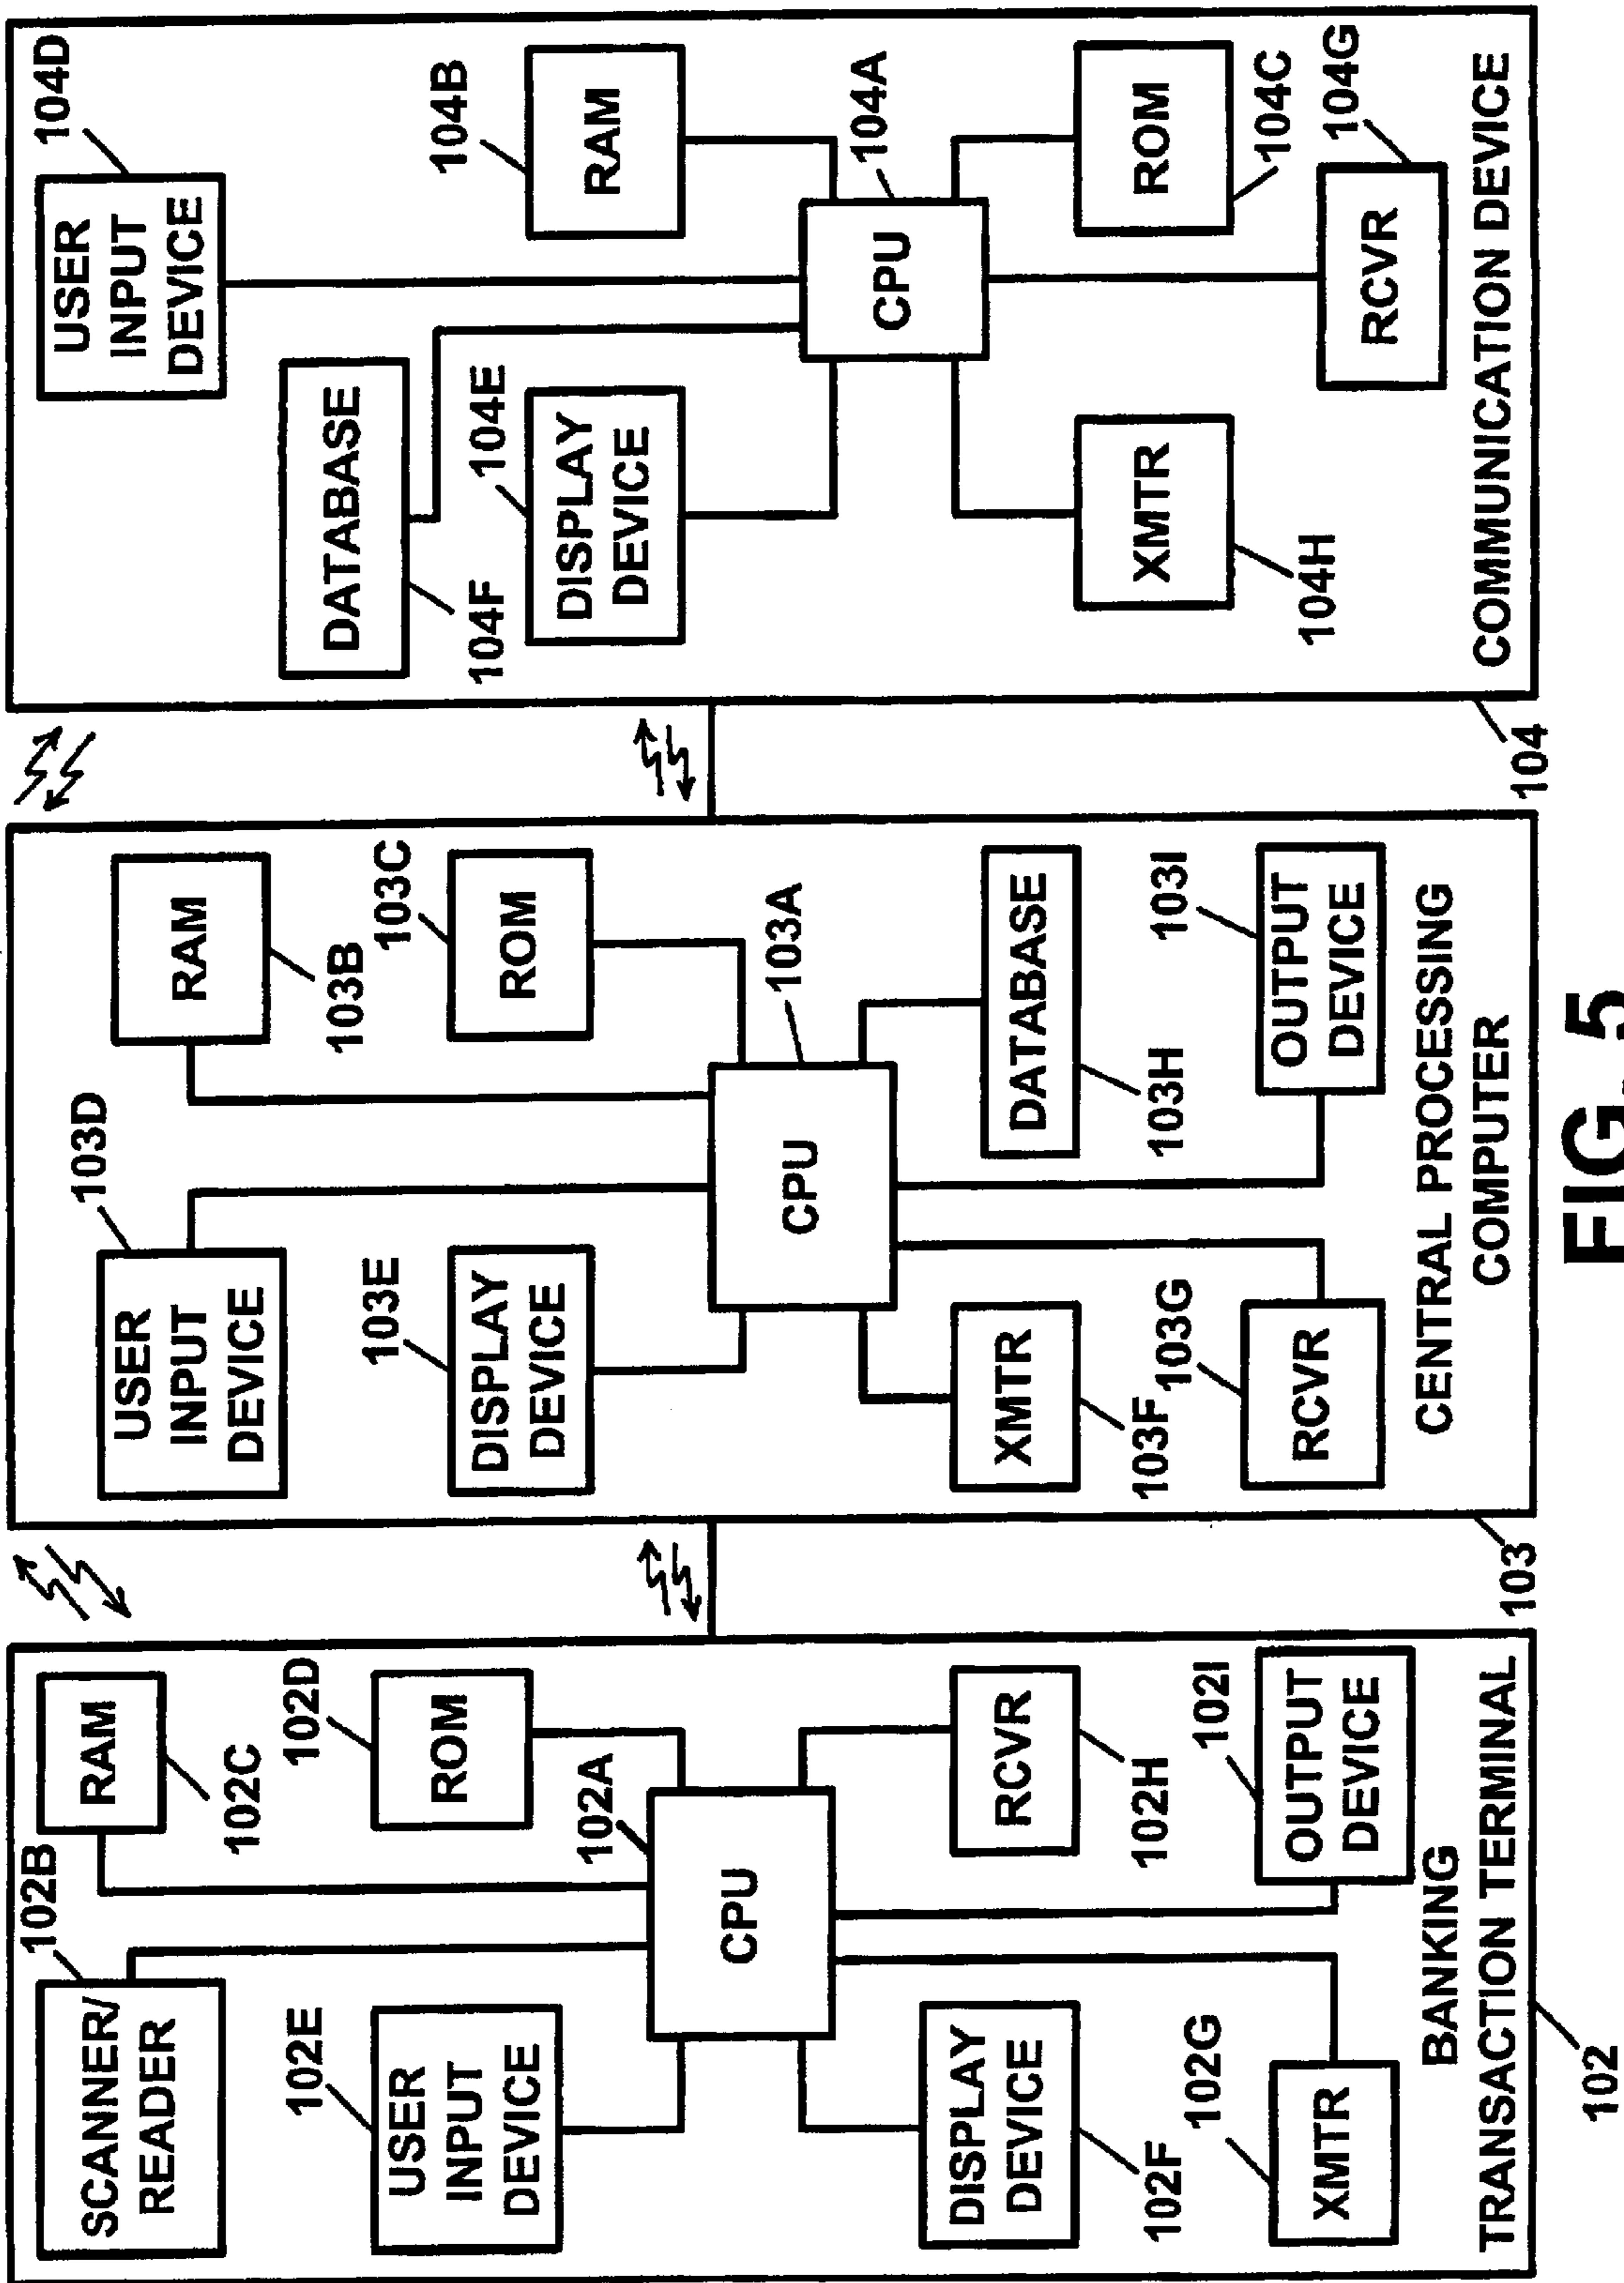 102B
SCANNER/
READER
RAM
102C
102E
USER
INPUT
DEVICE
102D
ROM
102A
CPU
DISPLAY
DEVICE
102F
RCVR
102H
102G
XMTR
102I
OUTPUT
DEVICE
BANKING
TRANSACTION TERMINAL
102
103D
USER
INPUT
DEVICE
RAM
103B
103E
DISPLAY
DEVICE
103C
ROM
103A
CPU
XMTR
103F
DATABASE
103H
103G
RCVR
103I
OUTPUT
DEVICE
CENTRAL PROCESSING
COMPUTER
103
104D
USER
INPUT
DEVICE
DATABASE
104F
104E
DISPLAY
DEVICE
104B
RAM
104A
CPU
XMTR
104H
ROM
104C
RCVR
104G
COMMUNICATION DEVICE
104
FIG. 5